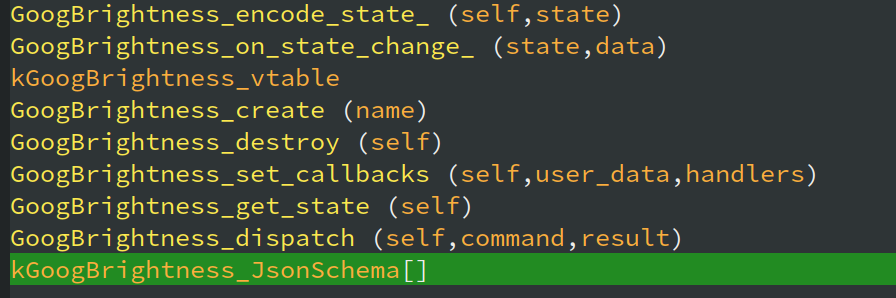 GoogBrightness_encode_state_ (self,state)
GoogBrightness_on_state_change_ (state,data)
kGoogBrightness_vtable
GoogBrightness_create (name)
GoogBrightness_destroy (self)
GoogBrightness_set_callbacks (self,user_data,handlers)
GoogBrightness_get_state (self)
GoogBrightness_dispatch (self,command,result)
kGoogBrightness_JsonSchema[]